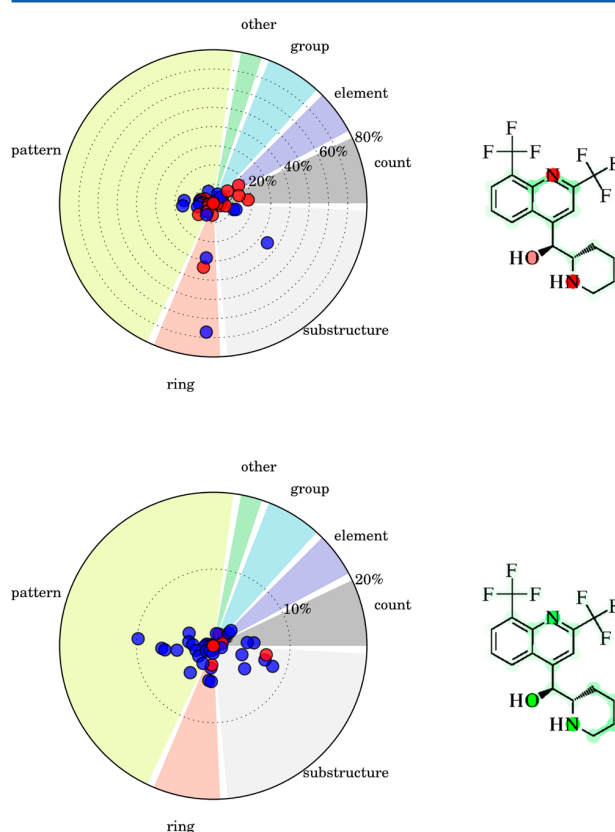 other
group
element
80%
pattern
60%
count
40%
20%
substructure
ring
F
F
F
F
F
F
N
HO
HN
other
group
element
20%
pattern
count
10%
substructure
ring
F
F
F
F
F
F
N
HO
HN